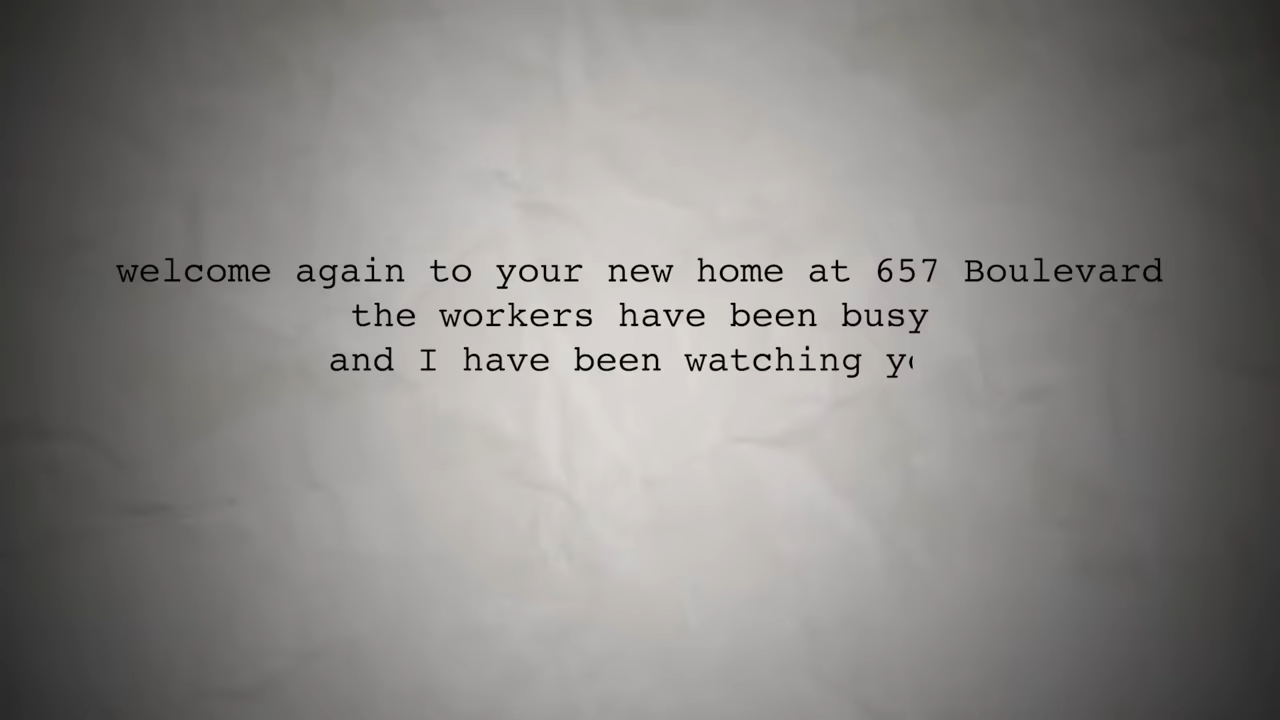 welcome again to your new home at 657 Boulevard
the workers have been busy
and I have been watching